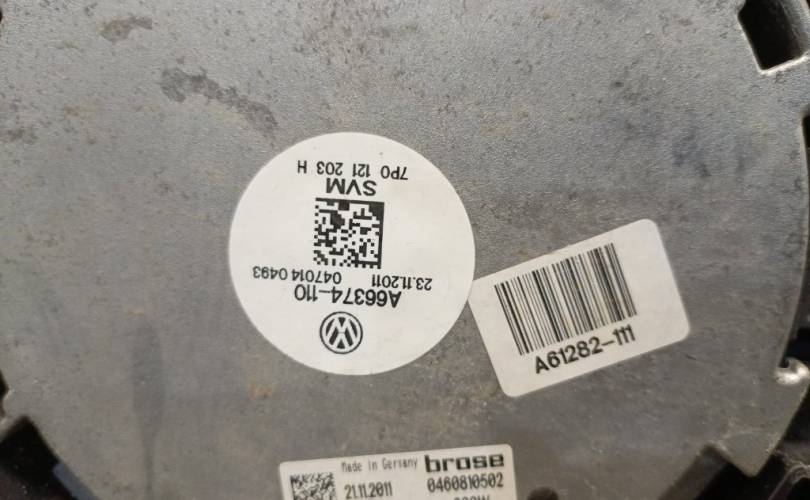 7P0 121 203 H
SVM
23.11.2011 047014 0493
A66374-110
A61282-111
Made in Germany brose
21.11.2011 0460810502